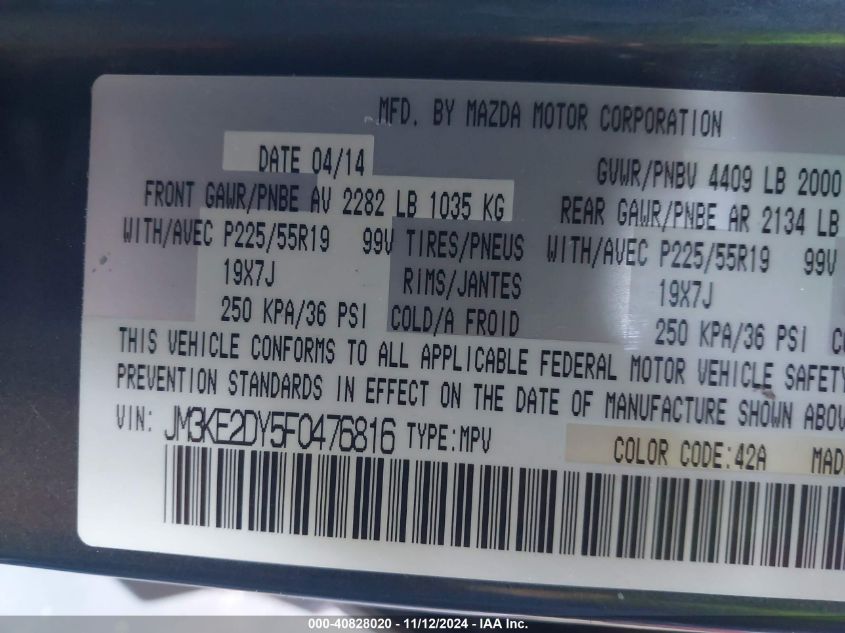 MFD. BY MAZDA MOTOR CORPORATION
DATE 04/14 GVWR/PNBV 4409 LB 2000
FRONT GAWR/PNBE AV 2282 LB 1035 KG REAR GAWR/PNBE AR 2134 LB
WITH/AVEC P225/55R19 99V TIRES/PNEUS WITH/AVEC P225/55R19 99V
19X7J RIMS/JANTES 19X7J
250 KPA/36 PSI COLD/A FROID 250 KPA/36 PSI CO
THIS VEHICLE CONFORMS TO ALL APPLICABLE FEDERAL MOTOR VEHICLE SAFETY
PREVENTION STANDARDS IN EFFECT ON THE DATE OF MANUFACTURE SHOWN ABOV
VIN: JM3KE2DY5F0476816 TYPE:MPV COLOR CODE:42A MAD
000-40828020 - 11/12/2024 - IAA Inc.